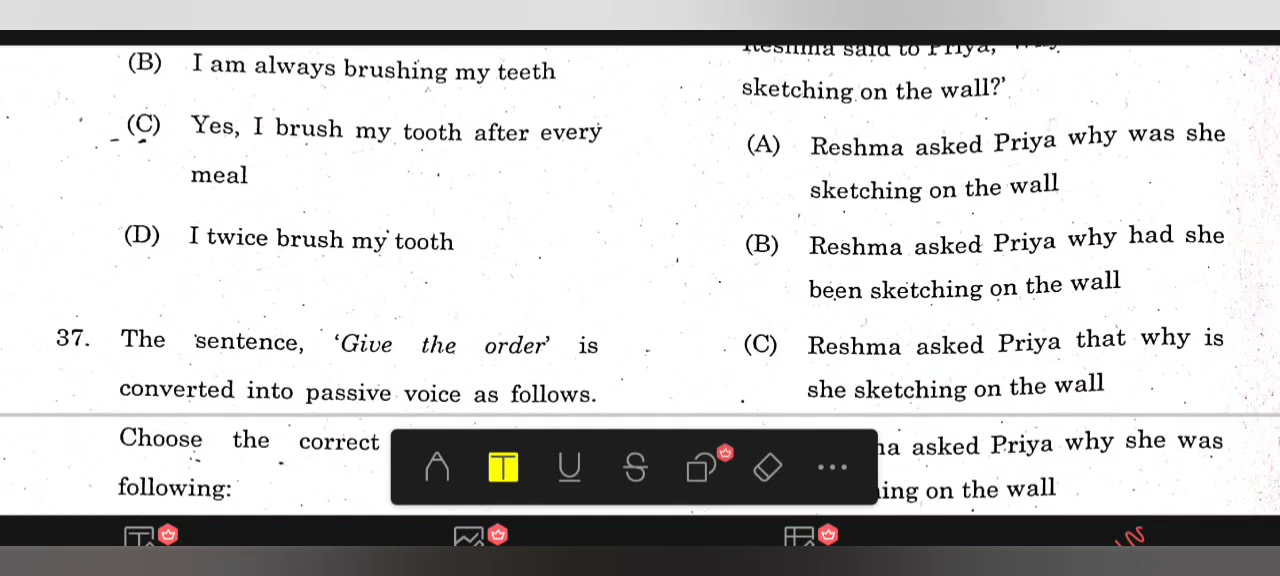 (B) I am always brushing my teeth
(C) Yes, I brush my tooth after every
meal
(D) I twice brush my tooth
37. The sentence, ‘Give the order’ is
converted into passive voice as follows.
Choose the correct
following:
Reshma said to Priya,
sketching on the wall?’
(A) Reshma asked Priya why was she
sketching on the wall
(B) Reshma asked Priya why had she
been sketching on the wall
(C) Reshma asked Priya that why is
she sketching on the wall
asked Priya why she was
on the wall